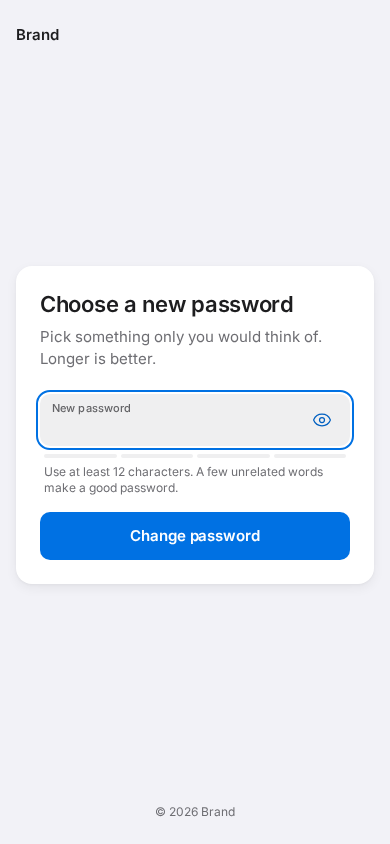 Brand
Choose a new password
Pick something only you would think of.
Longer is better.
New password
Use at least 12 characters. A few unrelated words
make a good password.
Change password
© 2026 Brand